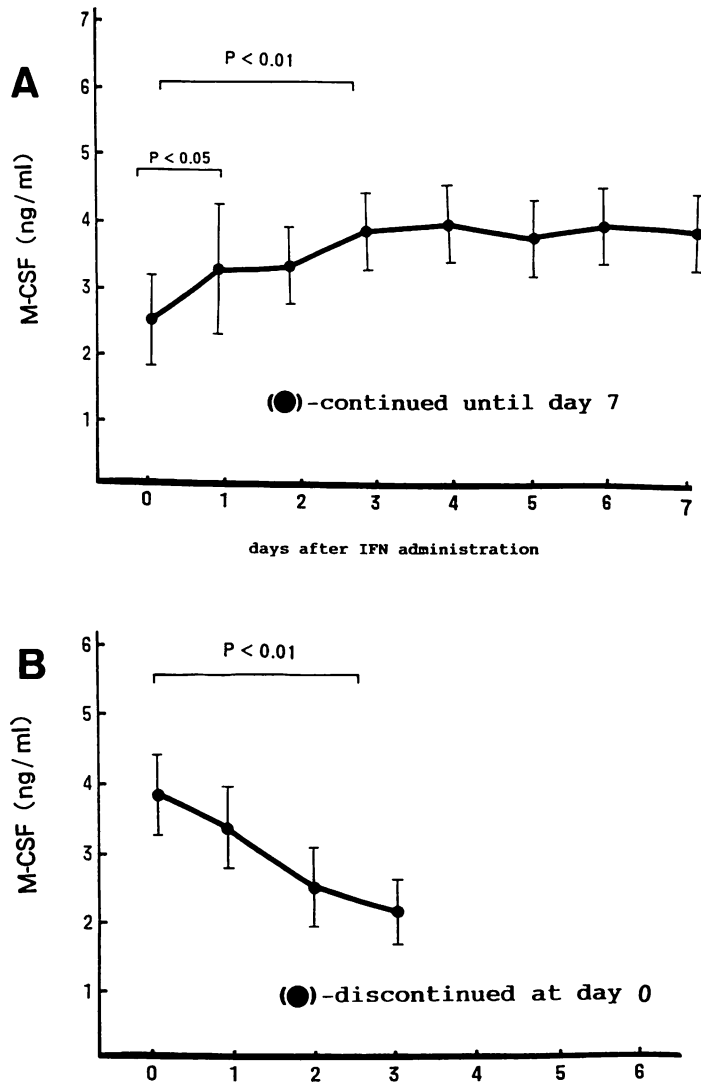 A
7
P < 0.01
6
5
P < 0.05
4
3
2
1
M-CSF (ng/ml)
(●)-continued until day 7
0 1 2 3 4 5 6 7
days after IFN administration
B
6
P < 0.01
5
4
3
2
1
M-CSF (ng/ml)
(●)-discontinued at day 0
0 1 2 3 4 5 6